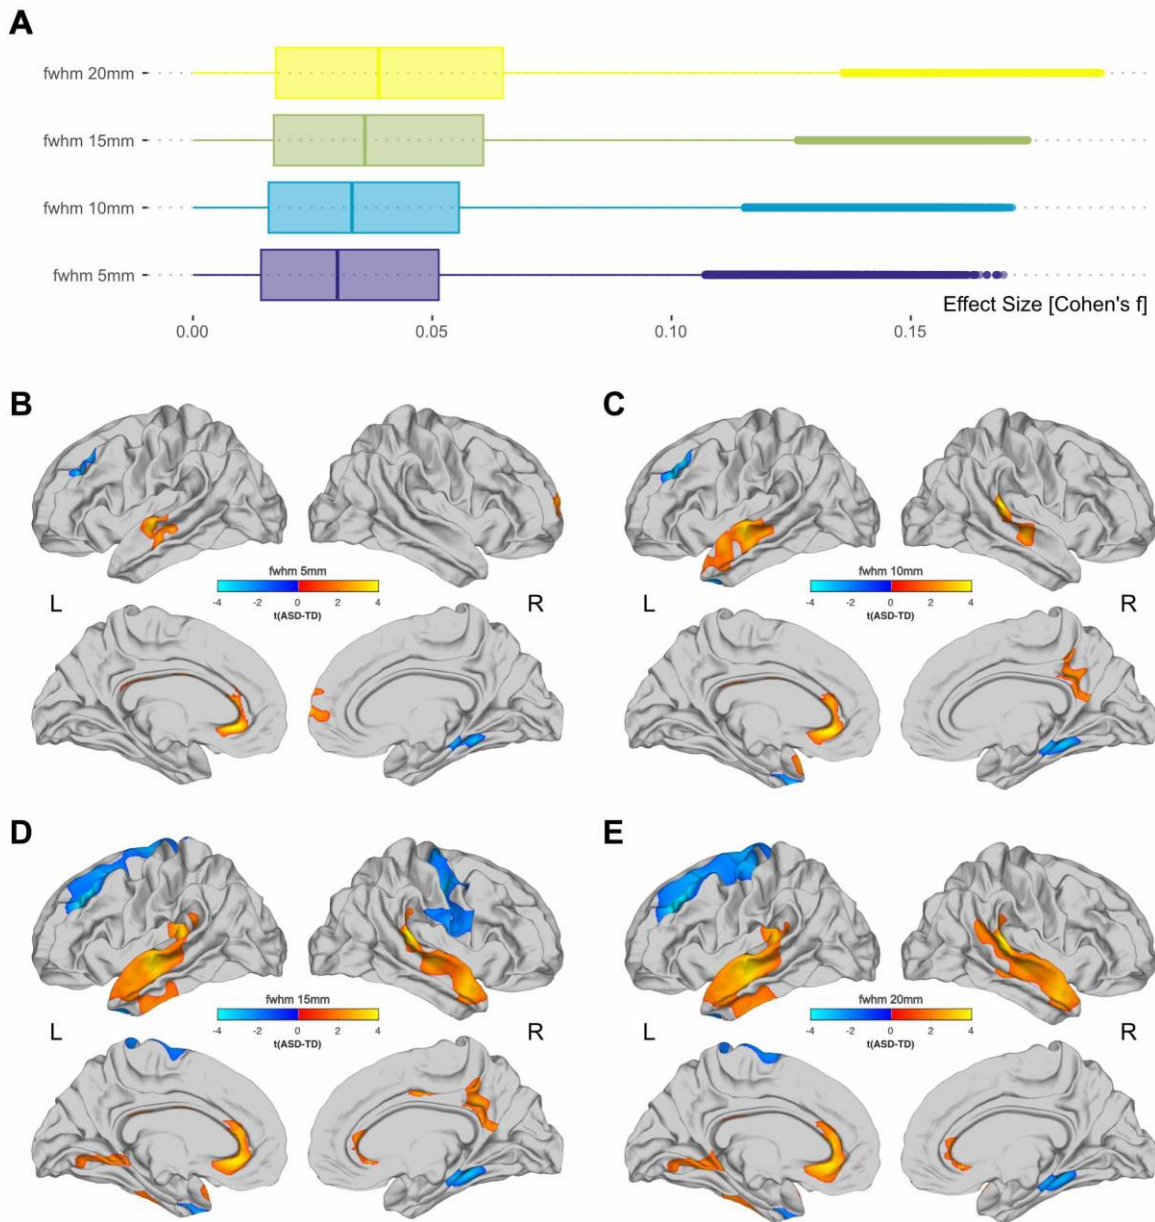 A
fwhm 20mm
fwhm 15mm
fwhm 10mm
fwhm 5mm
Effect Size [Cohen's f]
0.00 0.05 0.10 0.15
B
fwhm 5mm
-4 -2 0 2 4
t(ASD-TD)
L R
C
fwhm 10mm
-4 -2 0 2 4
t(ASD-TD)
L R
D
fwhm 15mm
-4 -2 0 2 4
t(ASD-TD)
L R
E
fwhm 20mm
-4 -2 0 2 4
t(ASD-TD)
L R